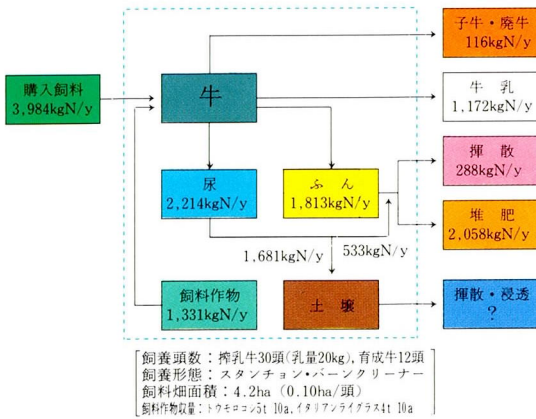 子牛・廃牛
116kgN/y
購入飼料
3,984kgN/y
牛
牛 乳
1,172kgN/y
尿
2,214kgN/y
ふ ん
1,813kgN/y
揮 散
288kgN/y
堆 肥
2,058kgN/y
1,681kgN/y
533kgN/y
飼料作物
1,331kgN/y
土 壌
揮散・浸透
?
飼養頭数:搾乳牛30頭(乳量20kg),育成牛12頭
飼養形態:スタンチョン・バーンクリーナー
飼料畑面積:4.2ha (0.10ha/頭)
飼料作物収量:トウモロコシ5t 10a,イタリアンライグラス4t 10a